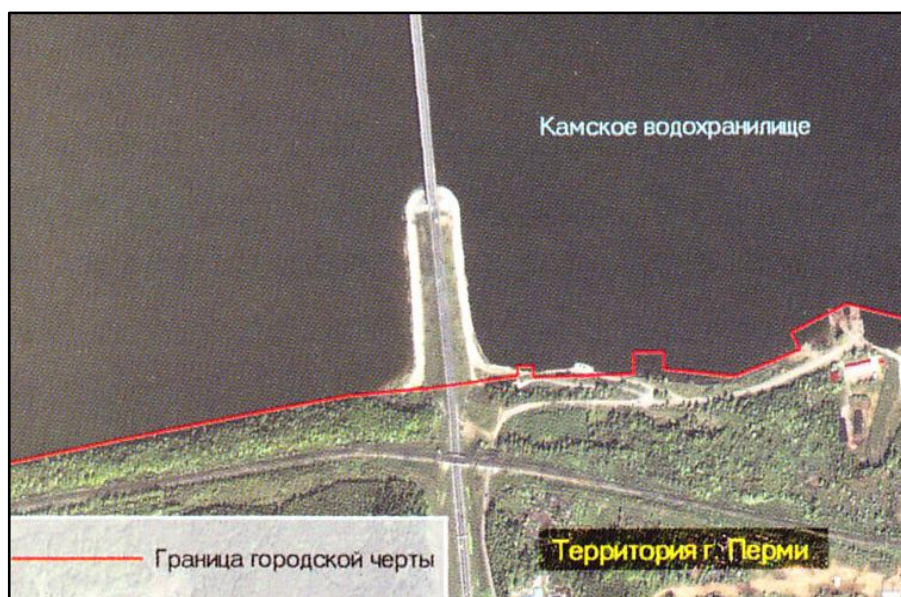 Камское водохранилище
Граница городской черты
Территория г. Перми